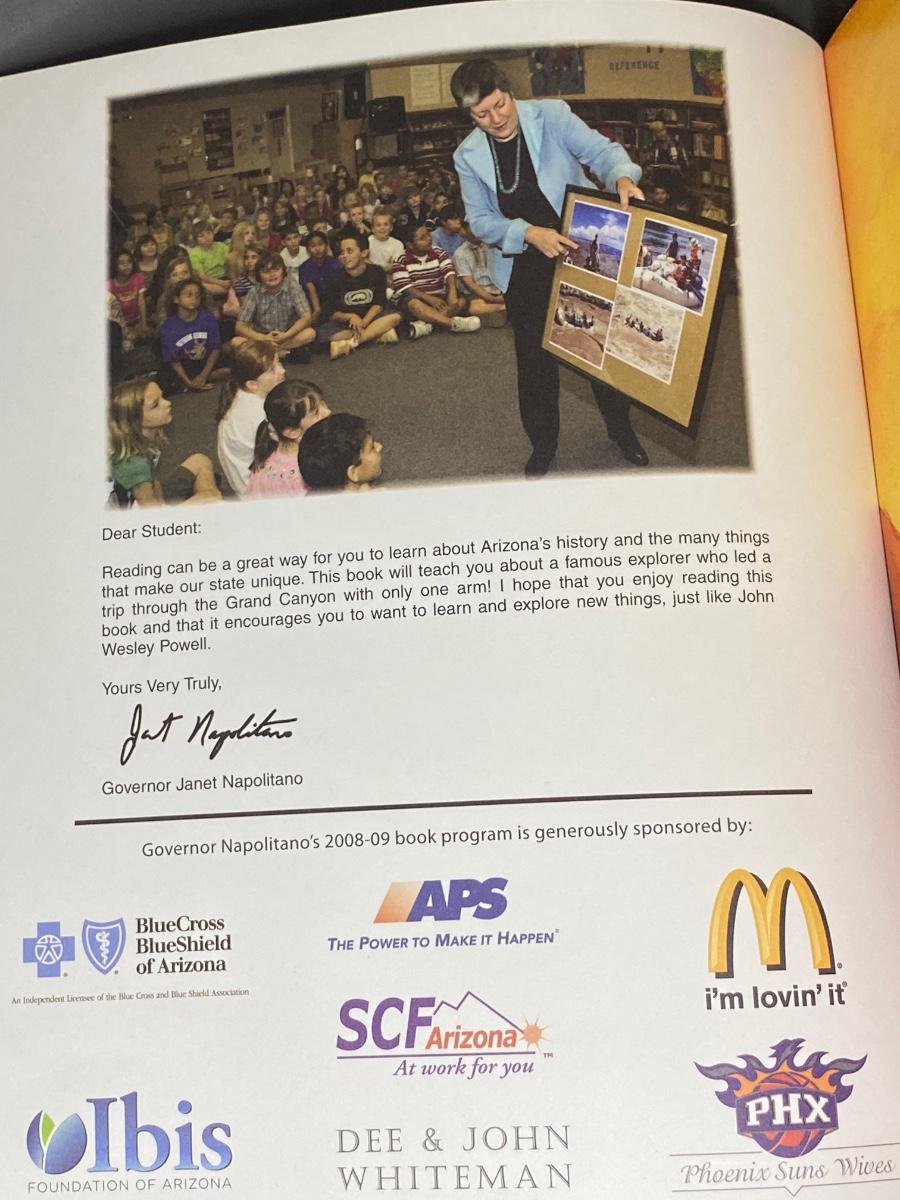 REFERENCE
Dear Student:
Reading can be a great way for you to learn about Arizona's history and the many things
that make our state unique. This book will teach you about a famous explorer who led a
trip through the Grand Canyon with only one arm! I hope that you enjoy reading this
book and that it encourages you to want to learn and explore new things, just like John
Wesley Powell.
Yours Very Truly,
Janet Napolitano
Governor Janet Napolitano
Governor Napolitano's 2008-09 book program is generously sponsored by:
BlueCross
BlueShield
of Arizona
An Independent Licensee of the Blue Cross and Blue Shield Association
APS
THE POWER TO MAKE IT HAPPEN®
M
i'm lovin' it®
SCF Arizona
At work for you™
PHX
Phoenix Suns Wives
Ibis
FOUNDATION OF ARIZONA
DEE & JOHN
WHITEMAN